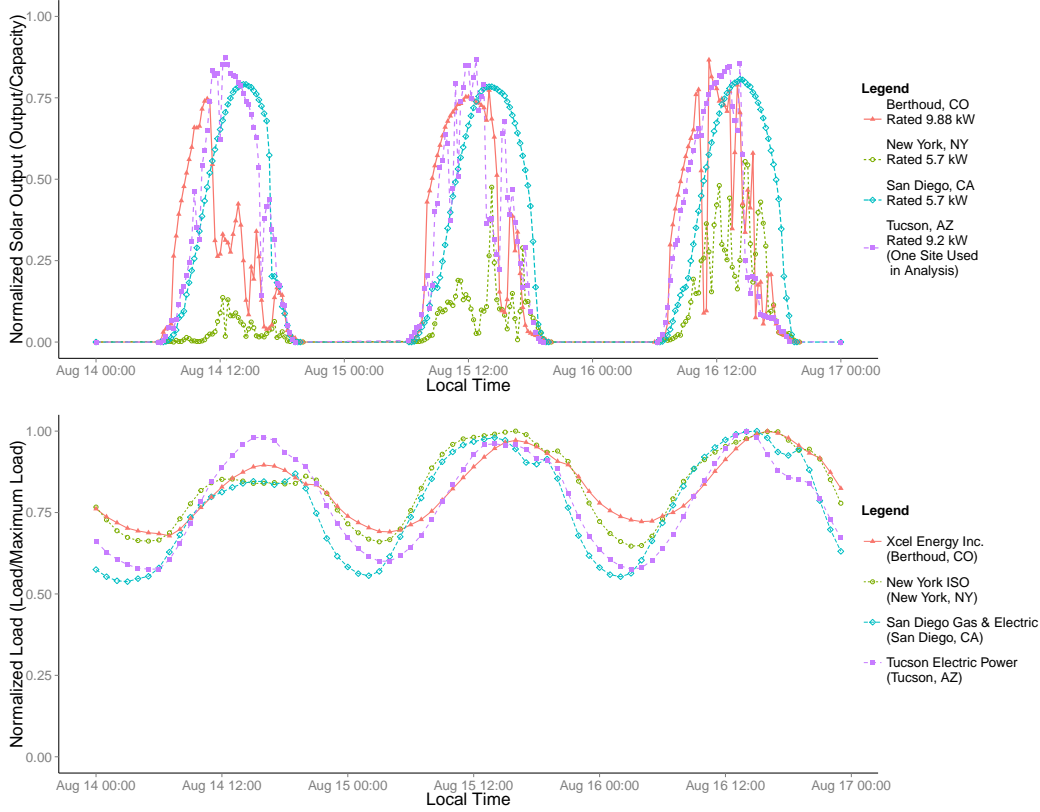 Normalized Solar Output (Output/Capacity)
1.00
0.75
0.50
0.25
0.00
Aug 14 00:00
Aug 14 12:00
Aug 15 00:00
Aug 15 12:00
Aug 16 00:00
Aug 16 12:00
Aug 17 00:00
Local Time
Legend
Berthoud, CO
Rated 9.88 kW
New York, NY
Rated 5.7 kW
San Diego, CA
Rated 5.7 kW
Tucson, AZ
Rated 9.2 kW
(One Site Used
in Analysis)
Normalized Load (Load/Maximum Load)
1.00
0.75
0.50
0.25
0.00
Aug 14 00:00
Aug 14 12:00
Aug 15 00:00
Aug 15 12:00
Aug 16 00:00
Aug 16 12:00
Aug 17 00:00
Local Time
Legend
Xcel Energy Inc.
(Berthoud, CO)
New York ISO
(New York, NY)
San Diego Gas & Electric
(San Diego, CA)
Tucson Electric Power
(Tucson, AZ)